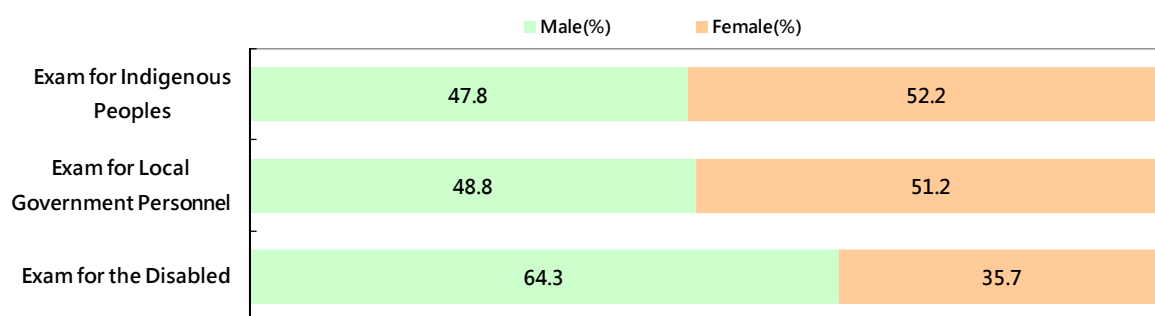 Male(%) Female(%)
Exam for Indigenous
Peoples
47.8 52.2
Exam for Local
Government Personnel
48.8 51.2
Exam for the Disabled
64.3 35.7